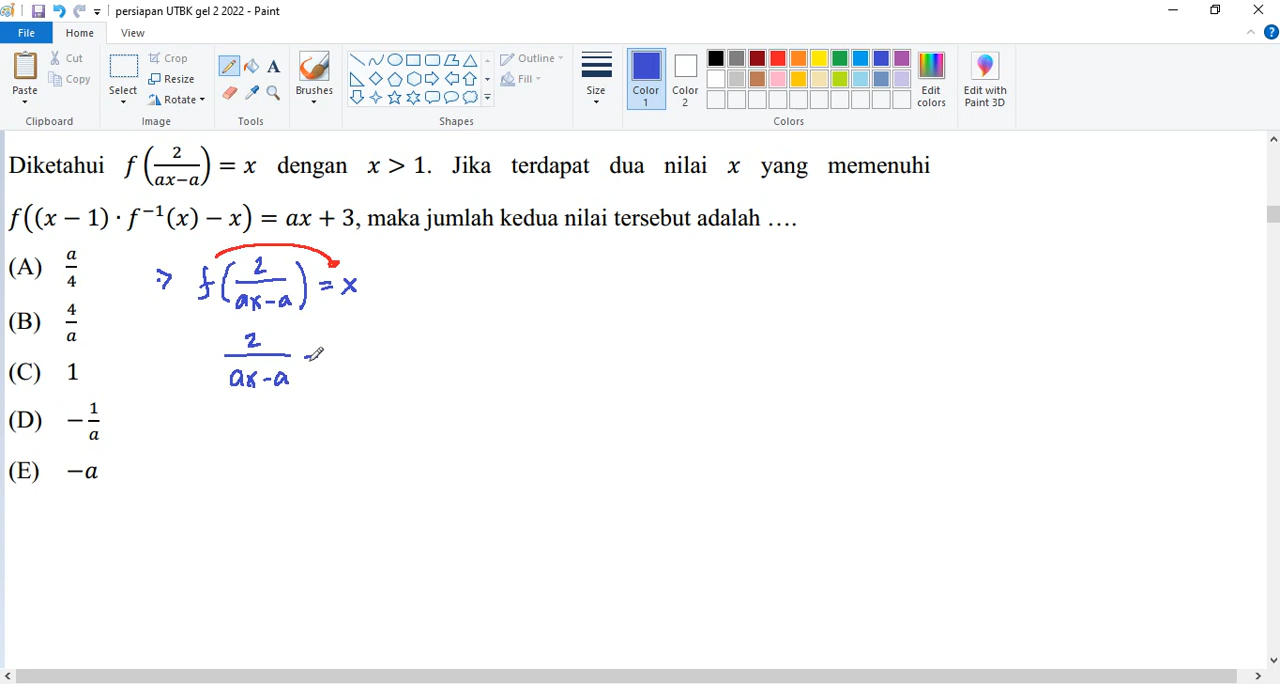 persiapan UTBK gel 2 2022 - Paint
File Home View
Paste Cut Copy Clipboard
Select Crop Resize Rotate Image
Tools
Brushes
Outline Fill Shapes
Size
Color 1 Color 2 Edit colors Colors
Edit with Paint 3D
Diketahui f(2/(ax−a)) = x dengan x > 1. Jika terdapat dua nilai x yang memenuhi
f((x − 1) · f⁻¹(x) − x) = ax + 3, maka jumlah kedua nilai tersebut adalah ….
(A) a/4
(B) 4/a
(C) 1
(D) −1/a
(E) −a
f(2/(ax-a)) = x
2/(ax-a)